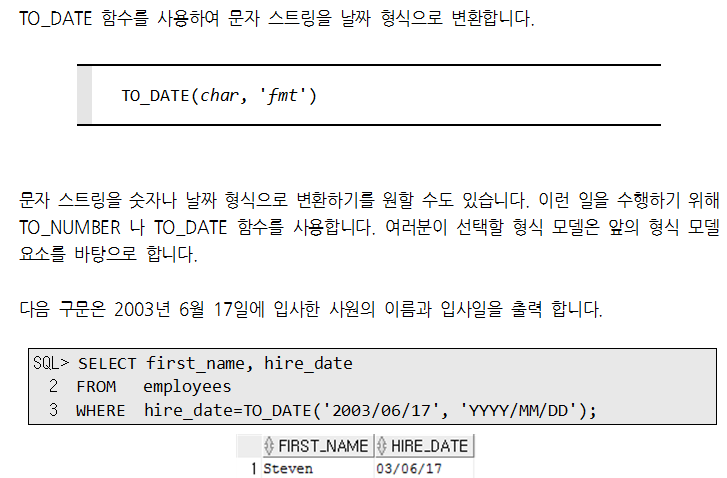 TO_DATE 함수를 사용하여 문자 스트링을 날짜 형식으로 변환합니다.
TO_DATE(char, 'fmt')
문자 스트링을 숫자나 날짜 형식으로 변환하기를 원할 수도 있습니다. 이런 일을 수행하기 위해
TO_NUMBER 나 TO_DATE 함수를 사용합니다. 여러분이 선택할 형식 모델은 앞의 형식 모델
요소를 바탕으로 합니다.
다음 구문은 2003년 6월 17일에 입사한 사원의 이름과 입사일을 출력 합니다.
SQL> SELECT first_name, hire_date
2 FROM employees
3 WHERE hire_date=TO_DATE('2003/06/17', 'YYYY/MM/DD');
FIRST_NAME HIRE_DATE
1 Steven 03/06/17